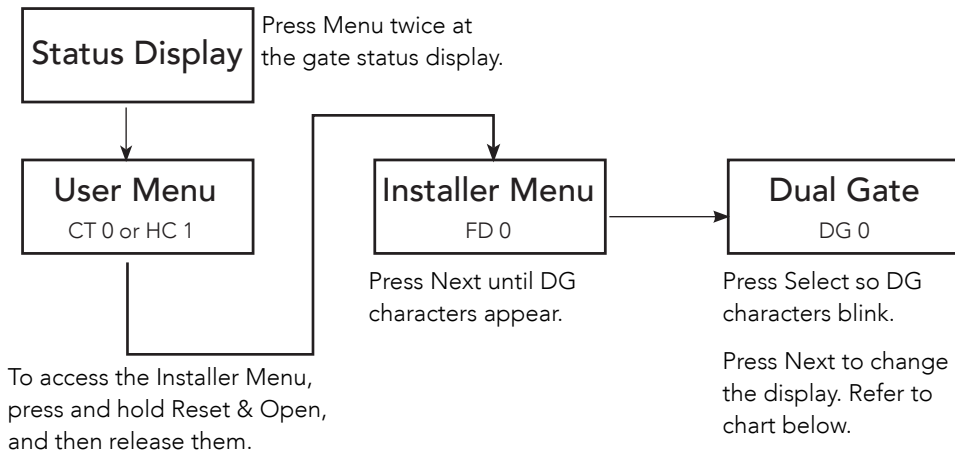 Status Display
Press Menu twice at
the gate status display.
User Menu
CT 0 or HC 1
To access the Installer Menu,
press and hold Reset & Open,
and then release them.
Installer Menu
FD 0
Press Next until DG
characters appear.
Dual Gate
DG 0
Press Select so DG
characters blink.
Press Next to change
the display. Refer to
chart below.